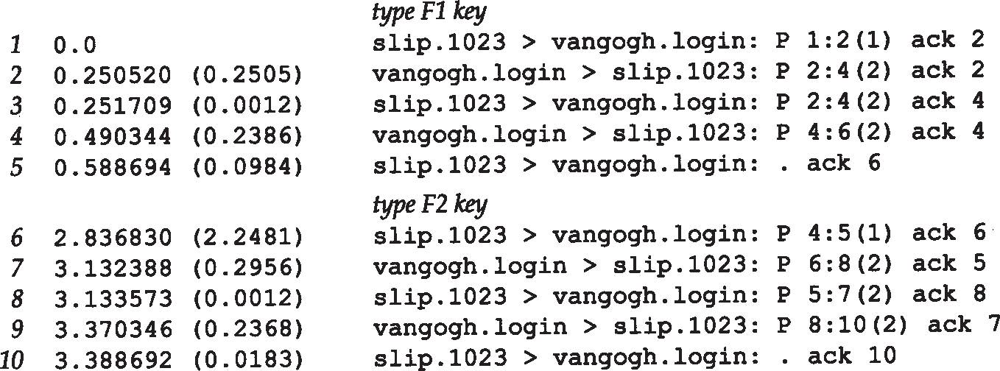 type F1 key
1 0.0 slip.1023 > vangogh.login: P 1:2(1) ack 2
2 0.250520 (0.2505) vangogh.login > slip.1023: P 2:4(2) ack 2
3 0.251709 (0.0012) slip.1023 > vangogh.login: P 2:4(2) ack 4
4 0.490344 (0.2386) vangogh.login > slip.1023: P 4:6(2) ack 4
5 0.588694 (0.0984) slip.1023 > vangogh.login: . ack 6
type F2 key
6 2.836830 (2.2481) slip.1023 > vangogh.login: P 4:5(1) ack 6
7 3.132388 (0.2956) vangogh.login > slip.1023: P 6:8(2) ack 5
8 3.133573 (0.0012) slip.1023 > vangogh.login: P 5:7(2) ack 8
9 3.370346 (0.2368) vangogh.login > slip.1023: P 8:10(2) ack 7
10 3.388692 (0.0183) slip.1023 > vangogh.login: . ack 10